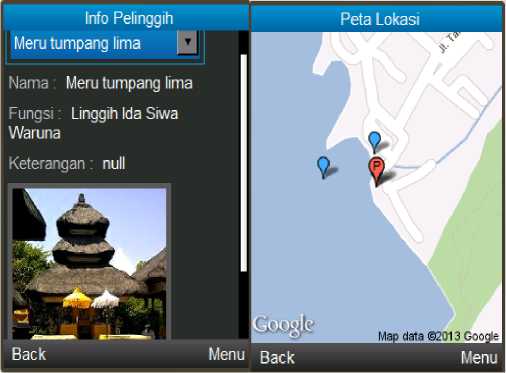 Info Pelinggih
Meru tumpang lima
Nama : Meru tumpang lima
Fungsi : Linggih Ida Siwa
Waruna
Keterangan : null
Back Menu
Peta Lokasi
Jl. Ta
P
Google
Map data ©2013 Google
Back Menu